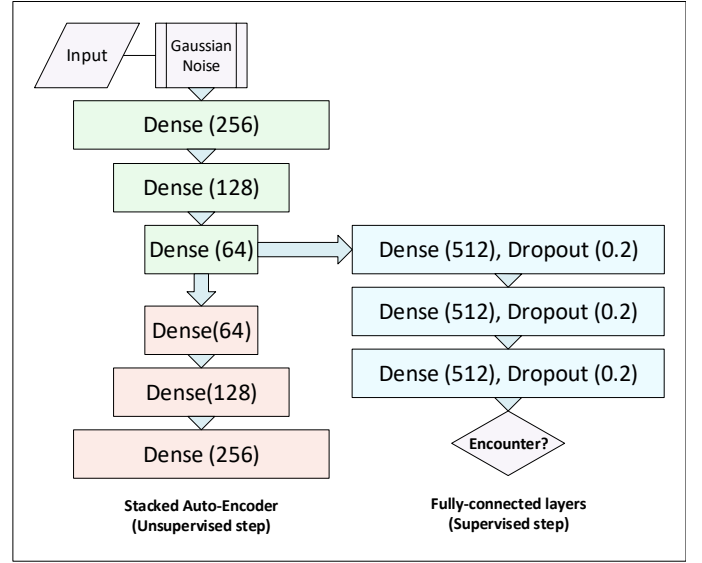 Input
Gaussian
Noise
Dense (256)
Dense (128)
Dense (64)
Dense(64)
Dense(128)
Dense (256)
Stacked Auto-Encoder
(Unsupervised step)
Dense (512), Dropout (0.2)
Dense (512), Dropout (0.2)
Dense (512), Dropout (0.2)
Encounter?
Fully-connected layers
(Supervised step)